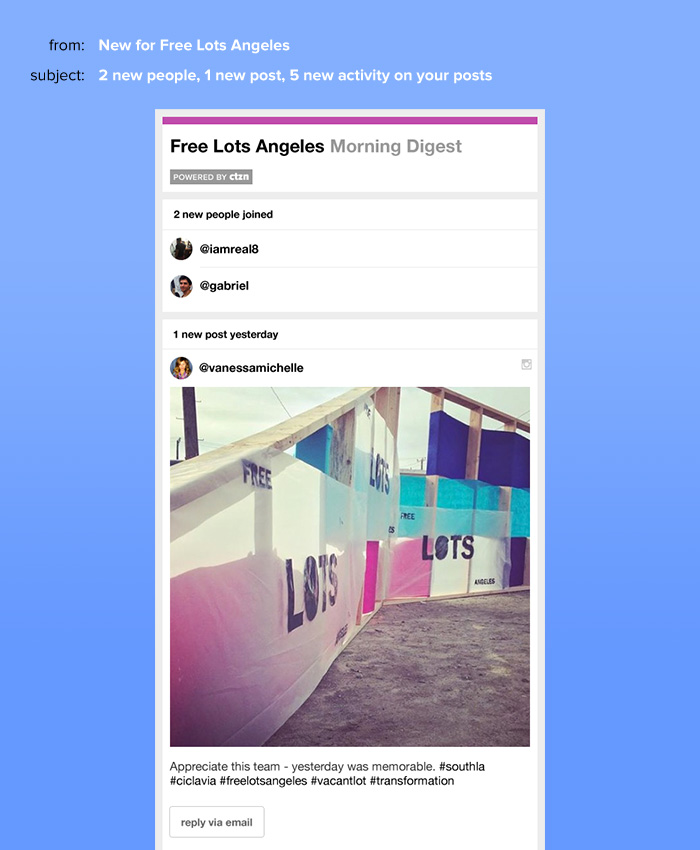 from: New for Free Lots Angeles
subject: 2 new people, 1 new post, 5 new activity on your posts
Free Lots Angeles Morning Digest
POWERED BY ctzn
2 new people joined
@iamreal8
@gabriel
1 new post yesterday
@vanessamichelle
FREE
LOTS
FREE
LOTS
ANGELES
LOTS
Appreciate this team - yesterday was memorable. #southla
#ciclavia #freelotsangeles #vacantlot #transformation
reply via email